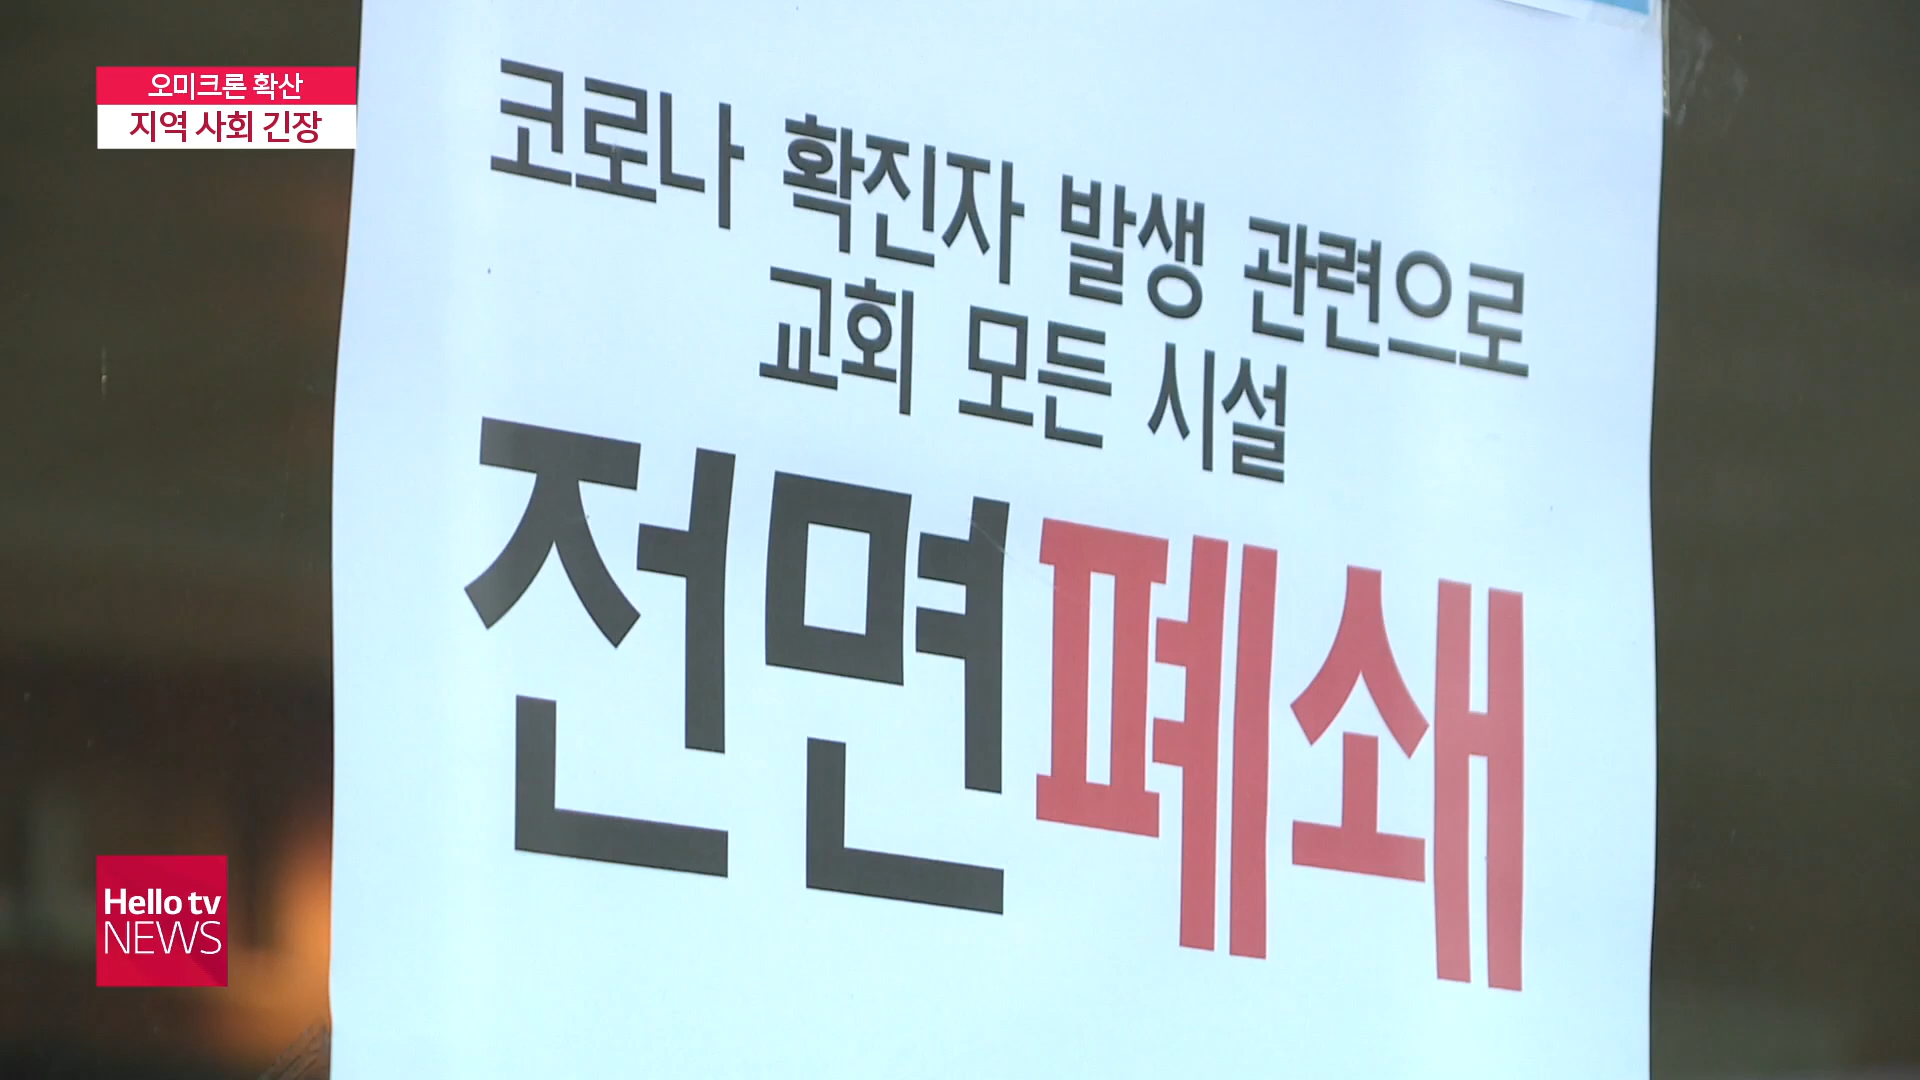 오미크론 확산
지역 사회 긴장
코로나 확진자 발생 관련으로
교회 모든 시설
전면폐쇄
Hello tv
NEWS